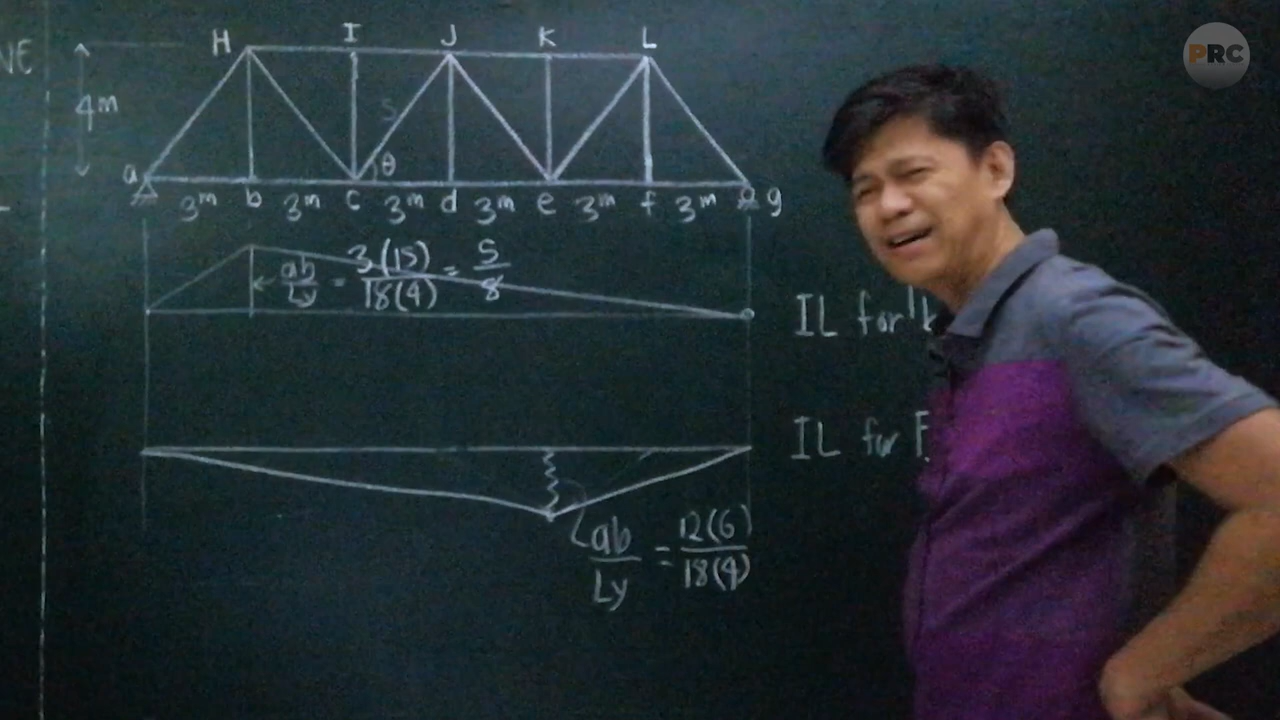 PRC
NE
H I J K L
4m
S
θ
a
3m b 3m c 3m d 3m e 3m f 3m g
ab/Ly = 3(15)/18(4) = 5/8
IL for
IL for F
ab/Ly = 12(6)/18(4)